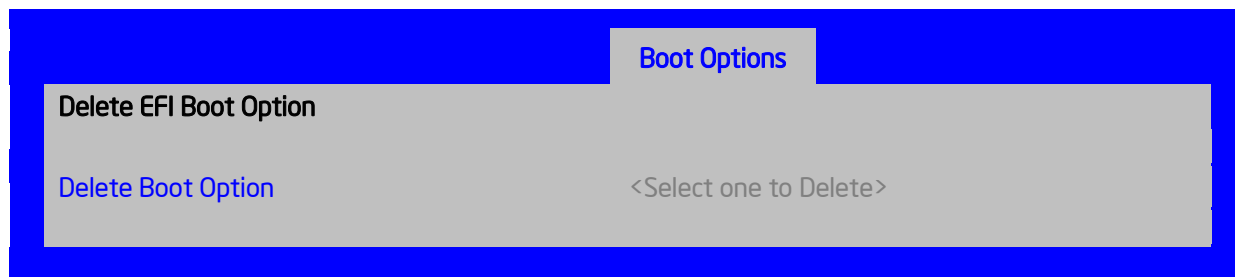 Boot Options
Delete EFI Boot Option
Delete Boot Option <Select one to Delete>